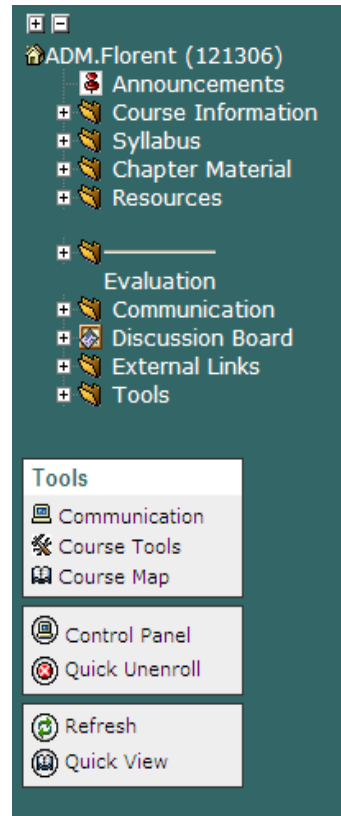 ADM.Florent (121306)
Announcements
Course Information
Syllabus
Chapter Material
Resources
Evaluation
Communication
Discussion Board
External Links
Tools
Tools
Communication
Course Tools
Course Map
Control Panel
Quick Unenroll
Refresh
Quick View